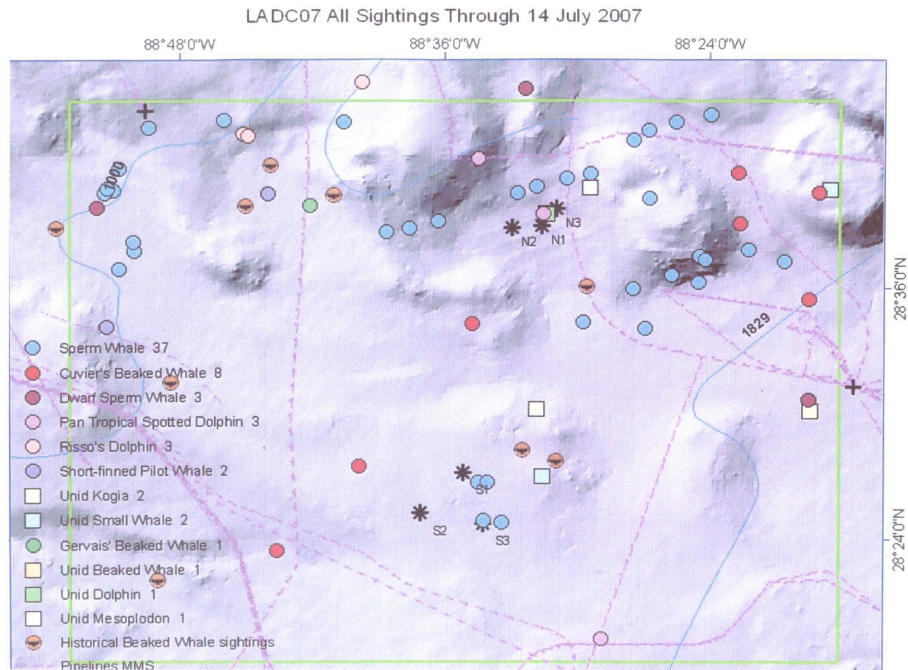 LADC07 All Sightings Through 14 July 2007
88°48'0"W 88°36'0"W 88°24'0"W
1000
N3
N2 N1
28°36'0"N
1829
Sperm Whale 37
Cuvier's Beaked Whale 8
Dwarf Sperm Whale 3
Pan Tropical Spotted Dolphin 3
Risso's Dolphin 3
Short-finned Pilot Whale 2
Unid Kogia 2
Unid Small Whale 2
Gervais' Beaked Whale 1
Unid Beaked Whale 1
Unid Dolphin 1
Unid Mesoplodon 1
Historical Beaked Whale sightings
Pipelines MMS
S1
S2 S3
28°24'0"N